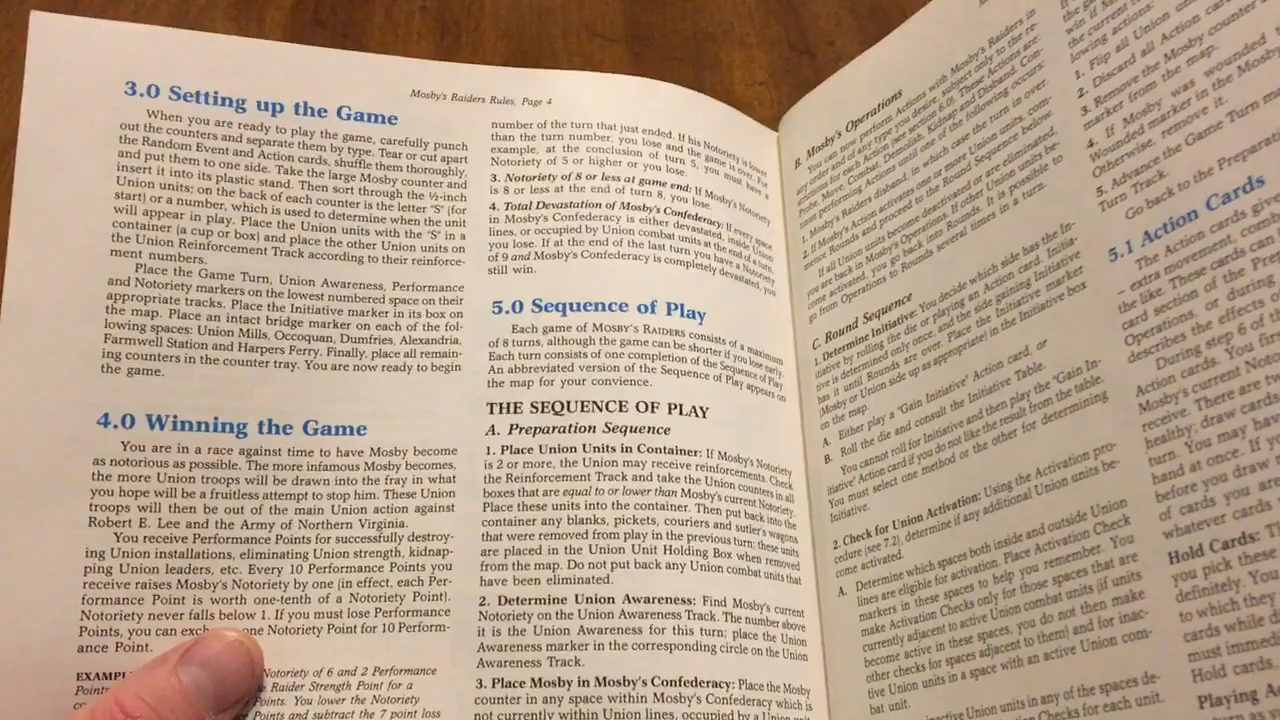 Mosby's Raiders Rules, Page 4
3.0 Setting up the Game
When you are ready to play the game, carefully punch
out the counters and separate them by type. Tear or cut apart
the Random Event and Action cards, shuffle them thoroughly,
and put them to one side. Take the large Mosby counter and
insert it into its plastic stand. Then sort through the ½-inch
Union units; on the back of each counter is the letter "S" (for
start) or a number, which is used to determine when the unit
will appear in play. Place the Union units with the "S" in a
container (a cup or box) and place the other Union units on
the Union Reinforcement Track according to their reinforce-
ment numbers.
Place the Game Turn, Union Awareness, Performance
and Notoriety markers on the lowest numbered space on their
appropriate tracks. Place the Initiative marker in its box on
the map. Place an intact bridge marker on each of the fol-
lowing spaces: Union Mills, Occoquan, Dumfries, Alexandria,
Farmwell Station and Harpers Ferry. Finally, place all remain-
ing counters in the counter tray. You are now ready to begin
the game.
4.0 Winning the Game
You are in a race against time to have Mosby become
as notorious as possible. The more infamous Mosby becomes,
the more Union troops will be drawn into the fray in what
you hope will be a fruitless attempt to stop him. These Union
troops will then be out of the main Union action against
Robert E. Lee and the Army of Northern Virginia.
You receive Performance Points for successfully destroy-
ing Union installations, eliminating Union strength, kidnap-
ping Union leaders, etc. Every 10 Performance Points you
receive raises Mosby's Notoriety by one (in effect, each Per-
formance Point is worth one-tenth of a Notoriety Point).
Notoriety never falls below 1. If you must lose Performance
Points, you can one Notoriety Point for 10 Perform-
ance Point.
Notoriety of 6 and 2 Performance
Raider Strength Point for a
Points. You lower the Notoriety
Points and subtract the 7 point loss
number of the turn that just ended. If his Notoriety is lower
than the turn number, you lose and the game is over. For
example, at the conclusion of turn 5, you must have a
Notoriety of 5 or higher or you lose.
3. Notoriety of 8 or less at game end: If Mosby's Notoriety
is 8 or less at the end of turn 8, you lose.
4. Total Devastation of Mosby's Confederacy: If every space
in Mosby's Confederacy is either devastated, inside Union
lines, or occupied by Union combat units at the end of a turn,
you lose. If at the end of the last turn you have a Notoriety
of 9 and Mosby's Confederacy is completely devastated, you
still win.
5.0 Sequence of Play
Each game of MOSBY'S RAIDERS consists of a maximum
of 8 turns, although the game can be shorter if you lose early.
Each turn consists of one completion of the Sequence of Play.
An abbreviated version of the Sequence of Play appears on
the map for your convience.
THE SEQUENCE OF PLAY
A. Preparation Sequence
1. Place Union Units in Container: If Mosby's Notoriety
is 2 or more, the Union may receive reinforcements. Check
the Reinforcement Track and take the Union counters in all
boxes that are equal to or lower than Mosby's current Notoriety.
Place these units into the container. Then put back into the
container any blanks, pickets, couriers and sutler's wagons
that were removed from play in the previous turn; these units
are placed in the Union Unit Holding Box when removed
from the map. Do not put back any Union combat units that
have been eliminated.
2. Determine Union Awareness: Find Mosby's current
Notoriety on the Union Awareness Track. The number above
it is the Union Awareness for this turn; place the Union
Awareness marker in the corresponding circle on the Union
Awareness Track.
3. Place Mosby in Mosby's Confederacy: Place the Mosby
counter in any space within Mosby's Confederacy which is
not currently within Union lines, occupied by a Union
B. Mosby's Operations
You can now perform Actions with Mosby's Raiders in
any order and of any type you desire, subject only to the re-
strictions for each Action (see section 6.0). These Actions are:
Probe, Move, Combat, Demolish, Kidnap and Disband. Con-
tinue performing Actions until one of the following occurs:
1. Mosby's Raiders disband, in which case the turn in over.
2. If Mosby's Action activates one or more Union units, com-
mence Rounds and proceed to the Round Sequence below.
If all Union units become deactivated or are eliminated,
you are back in Mosby's Operations. If other Union units be-
come activated, you go back into Rounds. It is possible to
go from Operations to Rounds several times in a turn.
C. Round Sequence
1. Determine Initiative: You decide which side has the In-
itiative by rolling the die or playing an Action card. Initia-
tive is determined only once, and the side gaining Initiative
has it until Rounds are over. Place the Initiative marker
(Mosby or Union side up as appropriate) in the Initiative box
on the map.
A. Either play a "Gain Initiative" Action card, or
B. Roll the die and consult the Initiative Table.
You cannot roll for Initiative and then play the "Gain In-
itiative" Action card if you do not like the result from the table.
You must select one method or the other for determining
Initiative.
2. Check for Union Activation: Using the Activation pro-
cedure (see 7.2), determine if any additional Union units be-
come activated.
A. Determine which spaces both inside and outside Union
lines are eligible for activation. Place Activation Check
markers in these spaces to help you remember. You
make Activation Checks only for those spaces that are
currently adjacent to active Union combat units (if units
become active in these spaces, you do not then make
other checks for spaces adjacent to them) and for inac-
tive Union units in a space with an active Union com-
bat unit.
inactive Union units in any of the spaces de-
Checks for each unit.
the current
lowing actions:
1. Flip all Union
2. Discard all Action
3. Remove the Mosby counter
marker from the map.
4. If Mosby was wounded
Wounded marker in the Mosby
Otherwise, remove it.
5. Advance the Game Turn
Turn Track.
Go back to the Preparat
5.1 Action Cards
The Action cards give
– extra movement, comb
the like. These cards can
card section of the Prep
Operations, or during
describes the effects o
During step 6 of th
Action cards. You firs
Mosby's current Notor
receive. There are tw
healthy; draw cards
turn. You may have
hand at once. If yo
before you draw
of cards you are
whatever cards
Hold Cards: T
you pick these
definitely. You
to which they
cards while d
must immed
Hold cards,
Playing A